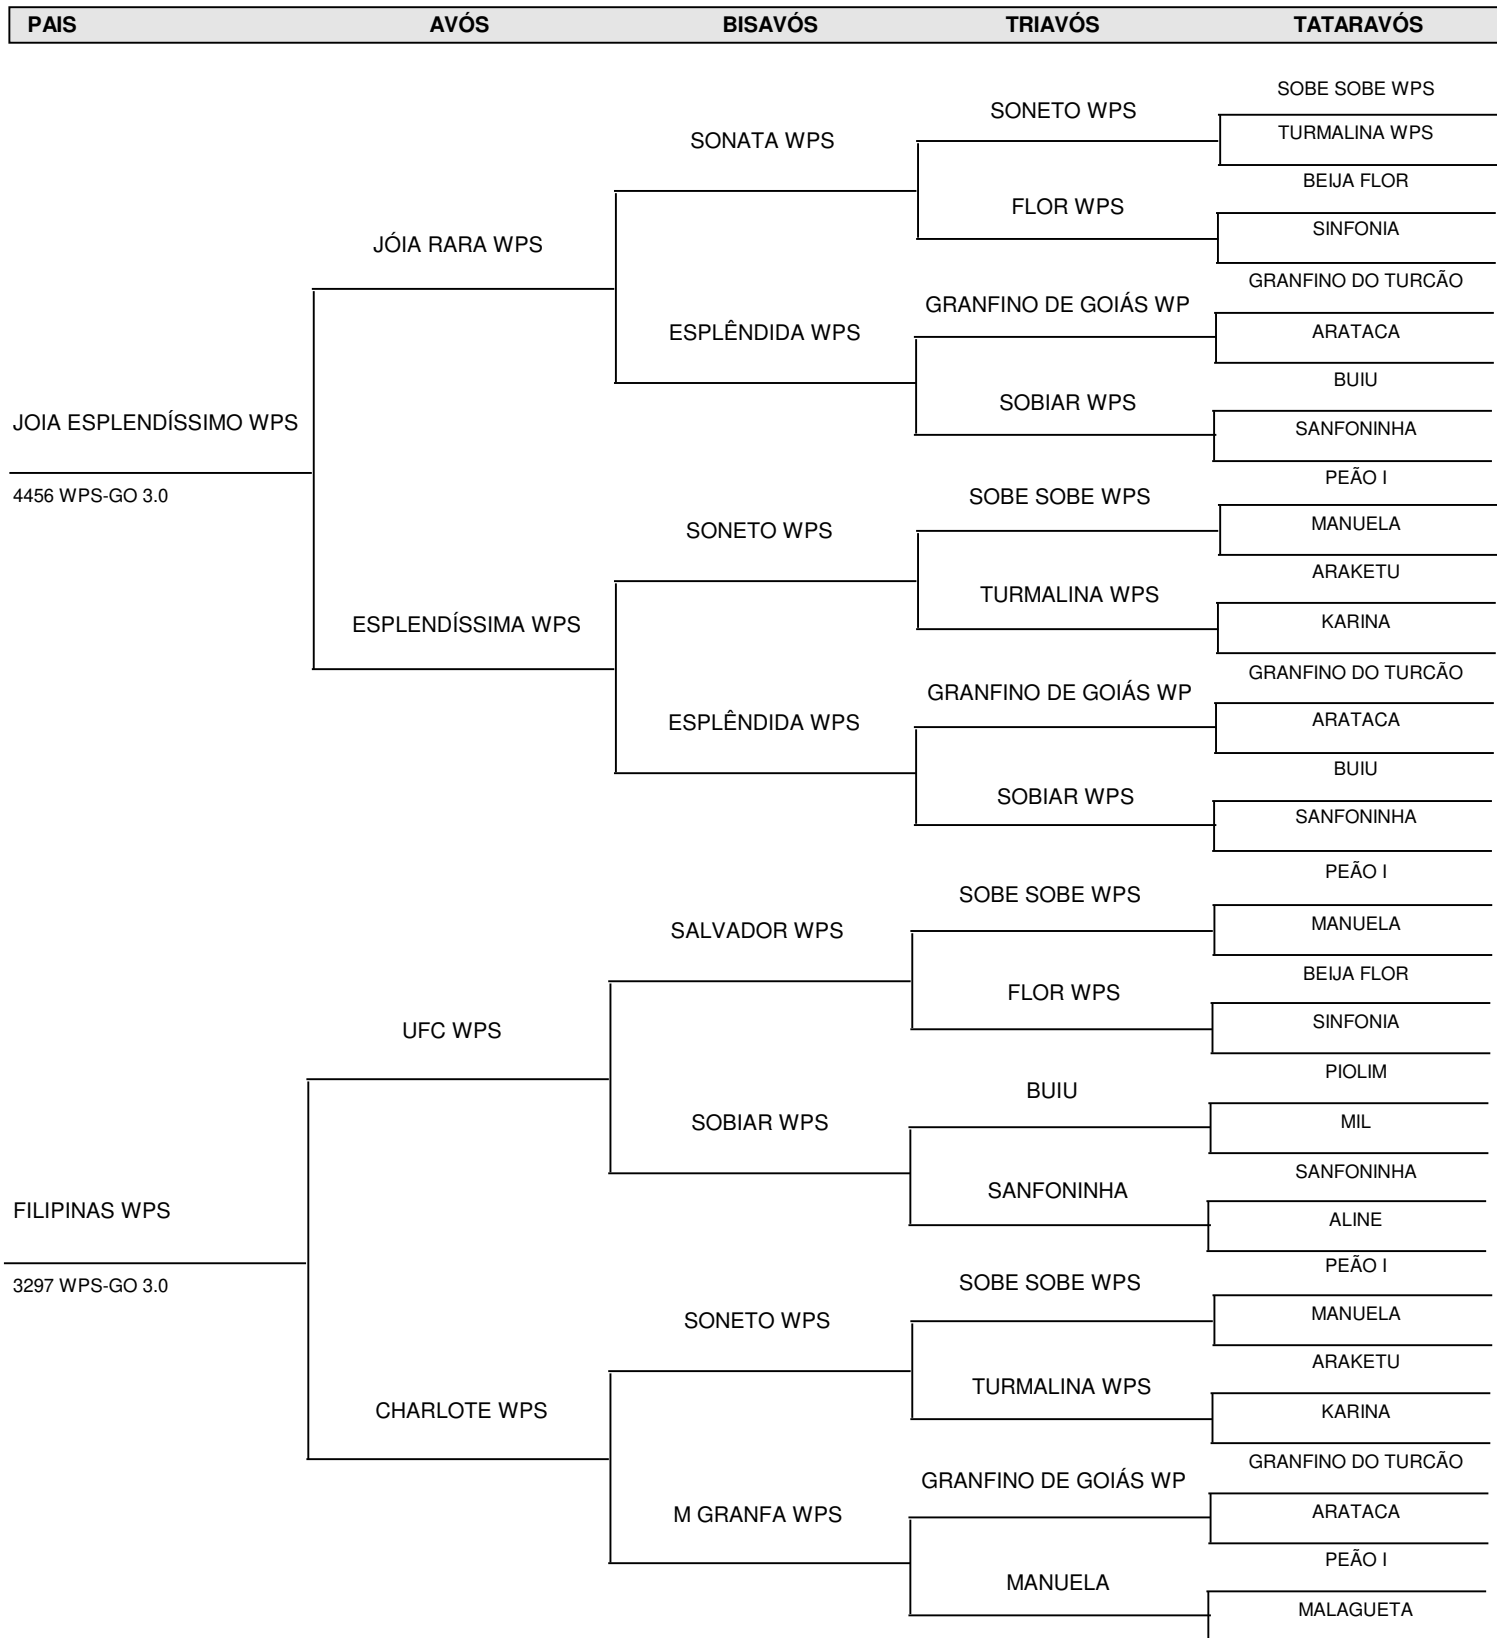 PAIS AVÓS BISAVÓS TRIAVÓS TATARAVÓS
SOBE SOBE WPS
SONETO WPS
TURMALINA WPS
SONATA WPS
BEIJA FLOR
FLOR WPS
SINFONIA
JÓIA RARA WPS
GRANFINO DO TURCÃO
GRANFINO DE GOIÁS WP
ARATACA
ESPLÊNDIDA WPS
BUIU
SOBIAR WPS
SANFONINHA
JOIA ESPLENDÍSSIMO WPS
4456 WPS-GO 3.0
PEÃO I
SOBE SOBE WPS
MANUELA
SONETO WPS
ARAKETU
TURMALINA WPS
KARINA
ESPLENDÍSSIMA WPS
GRANFINO DO TURCÃO
GRANFINO DE GOIÁS WP
ARATACA
ESPLÊNDIDA WPS
BUIU
SOBIAR WPS
SANFONINHA
PEÃO I
SOBE SOBE WPS
MANUELA
SALVADOR WPS
BEIJA FLOR
FLOR WPS
SINFONIA
UFC WPS
PIOLIM
BUIU
MIL
SOBIAR WPS
SANFONINHA
SANFONINHA
ALINE
FILIPINAS WPS
3297 WPS-GO 3.0
PEÃO I
SOBE SOBE WPS
MANUELA
SONETO WPS
ARAKETU
TURMALINA WPS
KARINA
CHARLOTE WPS
GRANFINO DO TURCÃO
GRANFINO DE GOIÁS WP
ARATACA
M GRANFA WPS
PEÃO I
MANUELA
MALAGUETA